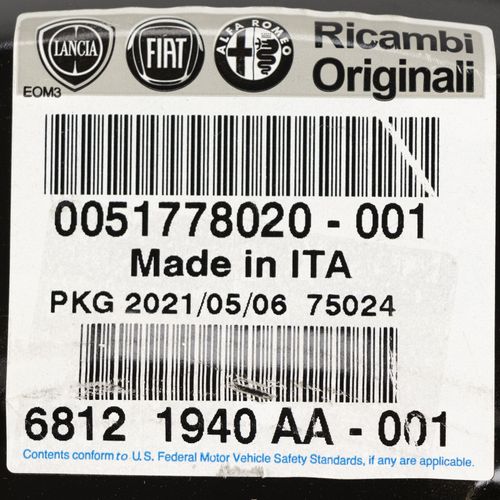 LANCIA FIAT ALFA ROMEO Ricambi
Originali
EOM3
0051778020 - 001
Made in ITA
PKG 2021/05/06 75024
6812 1940 AA - 001
Contents conform to U.S. Federal Motor Vehicle Safety Standards, if any are applicable.